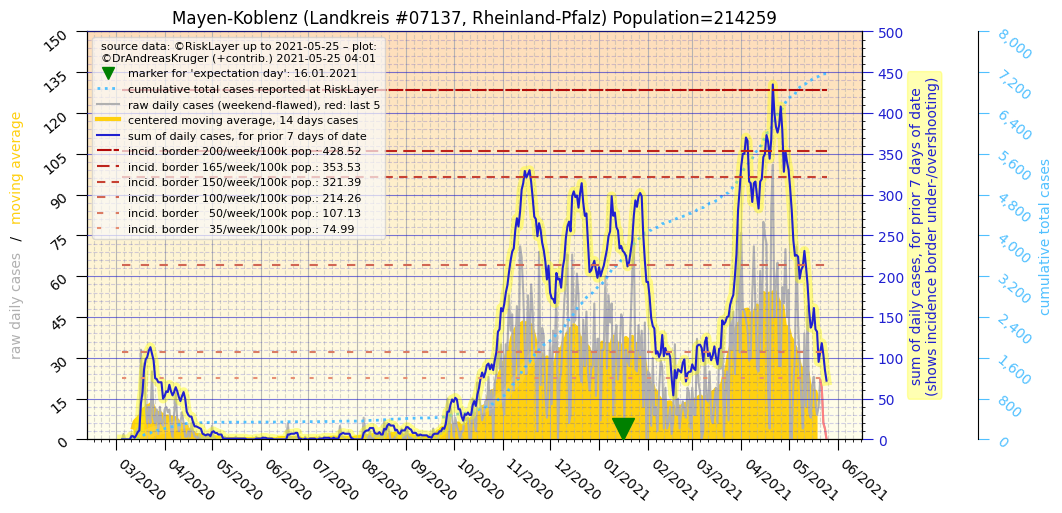 Mayen-Koblenz (Landkreis #07137, Rheinland-Pfalz) Population=214259
source data: ©RiskLayer up to 2021-05-25 – plot:
©DrAndreasKruger (+contrib.) 2021-05-25 04:01
marker for 'expectation day': 16.01.2021
cumulative total cases reported at RiskLayer
raw daily cases (weekend-flawed), red: last 5
centered moving average, 14 days cases
sum of daily cases, for prior 7 days of date
incid. border 200/week/100k pop.: 428.52
incid. border 165/week/100k pop.: 353.53
incid. border 150/week/100k pop.: 321.39
incid. border 100/week/100k pop.: 214.26
incid. border   50/week/100k pop.: 107.13
incid. border   35/week/100k pop.: 74.99
raw daily cases / moving average
150
135
120
105
90
75
60
45
30
15
0
03/2020
04/2020
05/2020
06/2020
07/2020
08/2020
09/2020
10/2020
11/2020
12/2020
01/2021
02/2021
03/2021
04/2021
05/2021
06/2021
500
450
400
350
300
250
200
150
100
50
0
sum of daily cases, for prior 7 days of date
(shows incidence border under-/overshooting)
8,000
7,200
6,400
5,600
4,800
4,000
3,200
2,400
1,600
800
0
cumulative total cases